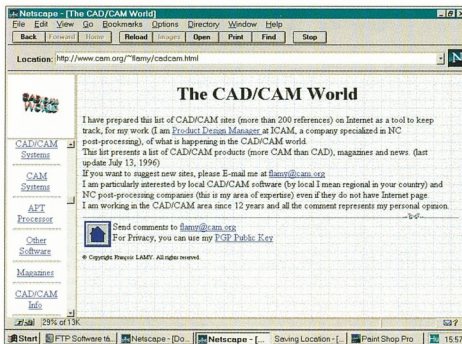 Netscape - [The CAD/CAM World]
File Edit View Go Bookmarks Options Directory Window Help
Back Forward Home Reload Images Open Print Find Stop
Location: http://www.cam.org/~flamy/cadcam.html
N
CAD/CAM
WORLD
CAD/CAM
Systems
CAM
Systems
APT
Processor
Other
Software
Magazines
CAD/CAM
Info
The CAD/CAM World
I have prepared this list of CAD/CAM sites (more than 200 references) on Internet as a tool to keep
track, for my work (I am Product Design Manager at ICAM, a company specialized in NC
post-processing), of what is happening in the CAD/CAM world.
This list presents a list of CAD/CAM products (more CAM than CAD), magazines and news. (last
update July 13, 1996)
If you want to suggest new sites, please E-mail me at flamy@cam.org
I am particularly interested by local CAD/CAM software (by local I mean regional in your country) and
NC post-processing companies (this is my area of expertise) even if they do not have Internet page.
I am working in the CAD/CAM area since 12 years and all the comment represents my personal opinion.
Send comments to flamy@cam.org
For Privacy, you can use my PGP Public Key
© Copyright François LAMY. All rights reserved.
29% of 13K
Start FTP Software ta.. Netscape - [Do... Netscape - [... Saving Location - [... Paint Shop Pro 15:57